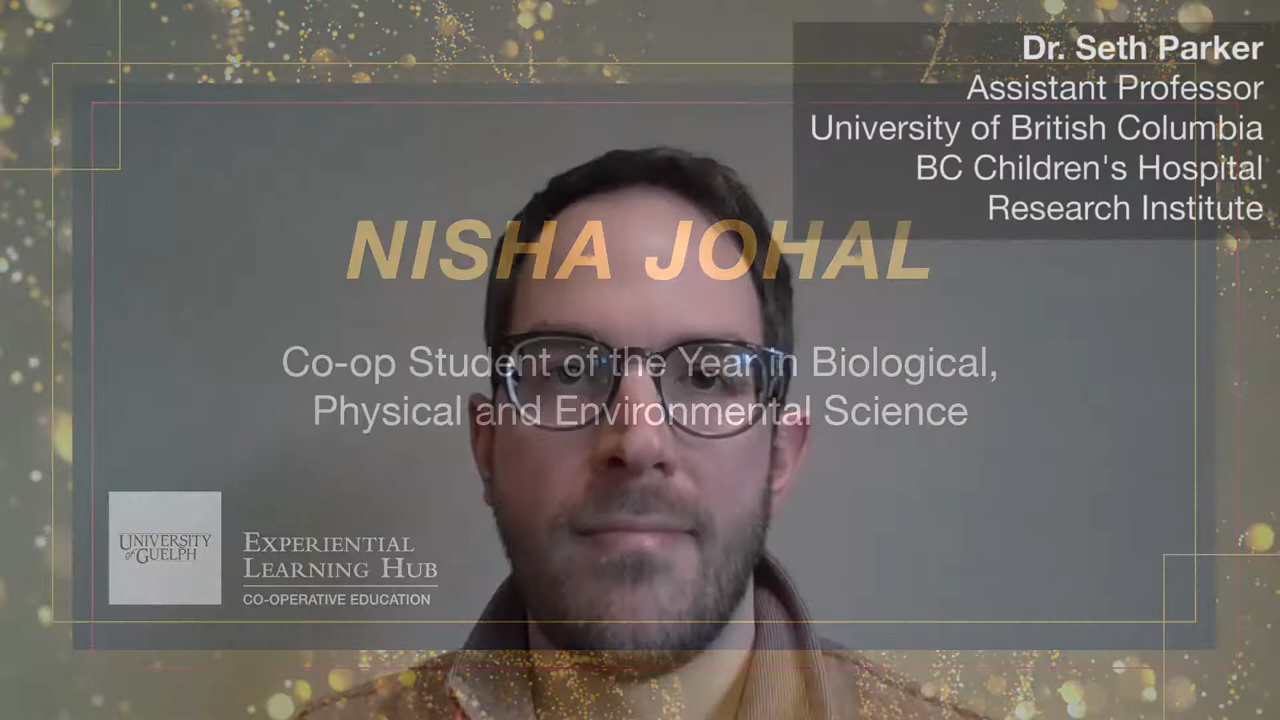 Dr. Seth Parker
Assistant Professor
University of British Columbia
BC Children's Hospital
Research Institute
NISHA JOHAL
Co-op Student of the Year in Biological,
Physical and Environmental Science
UNIVERSITY
of GUELPH
EXPERIENTIAL
LEARNING HUB
CO-OPERATIVE EDUCATION